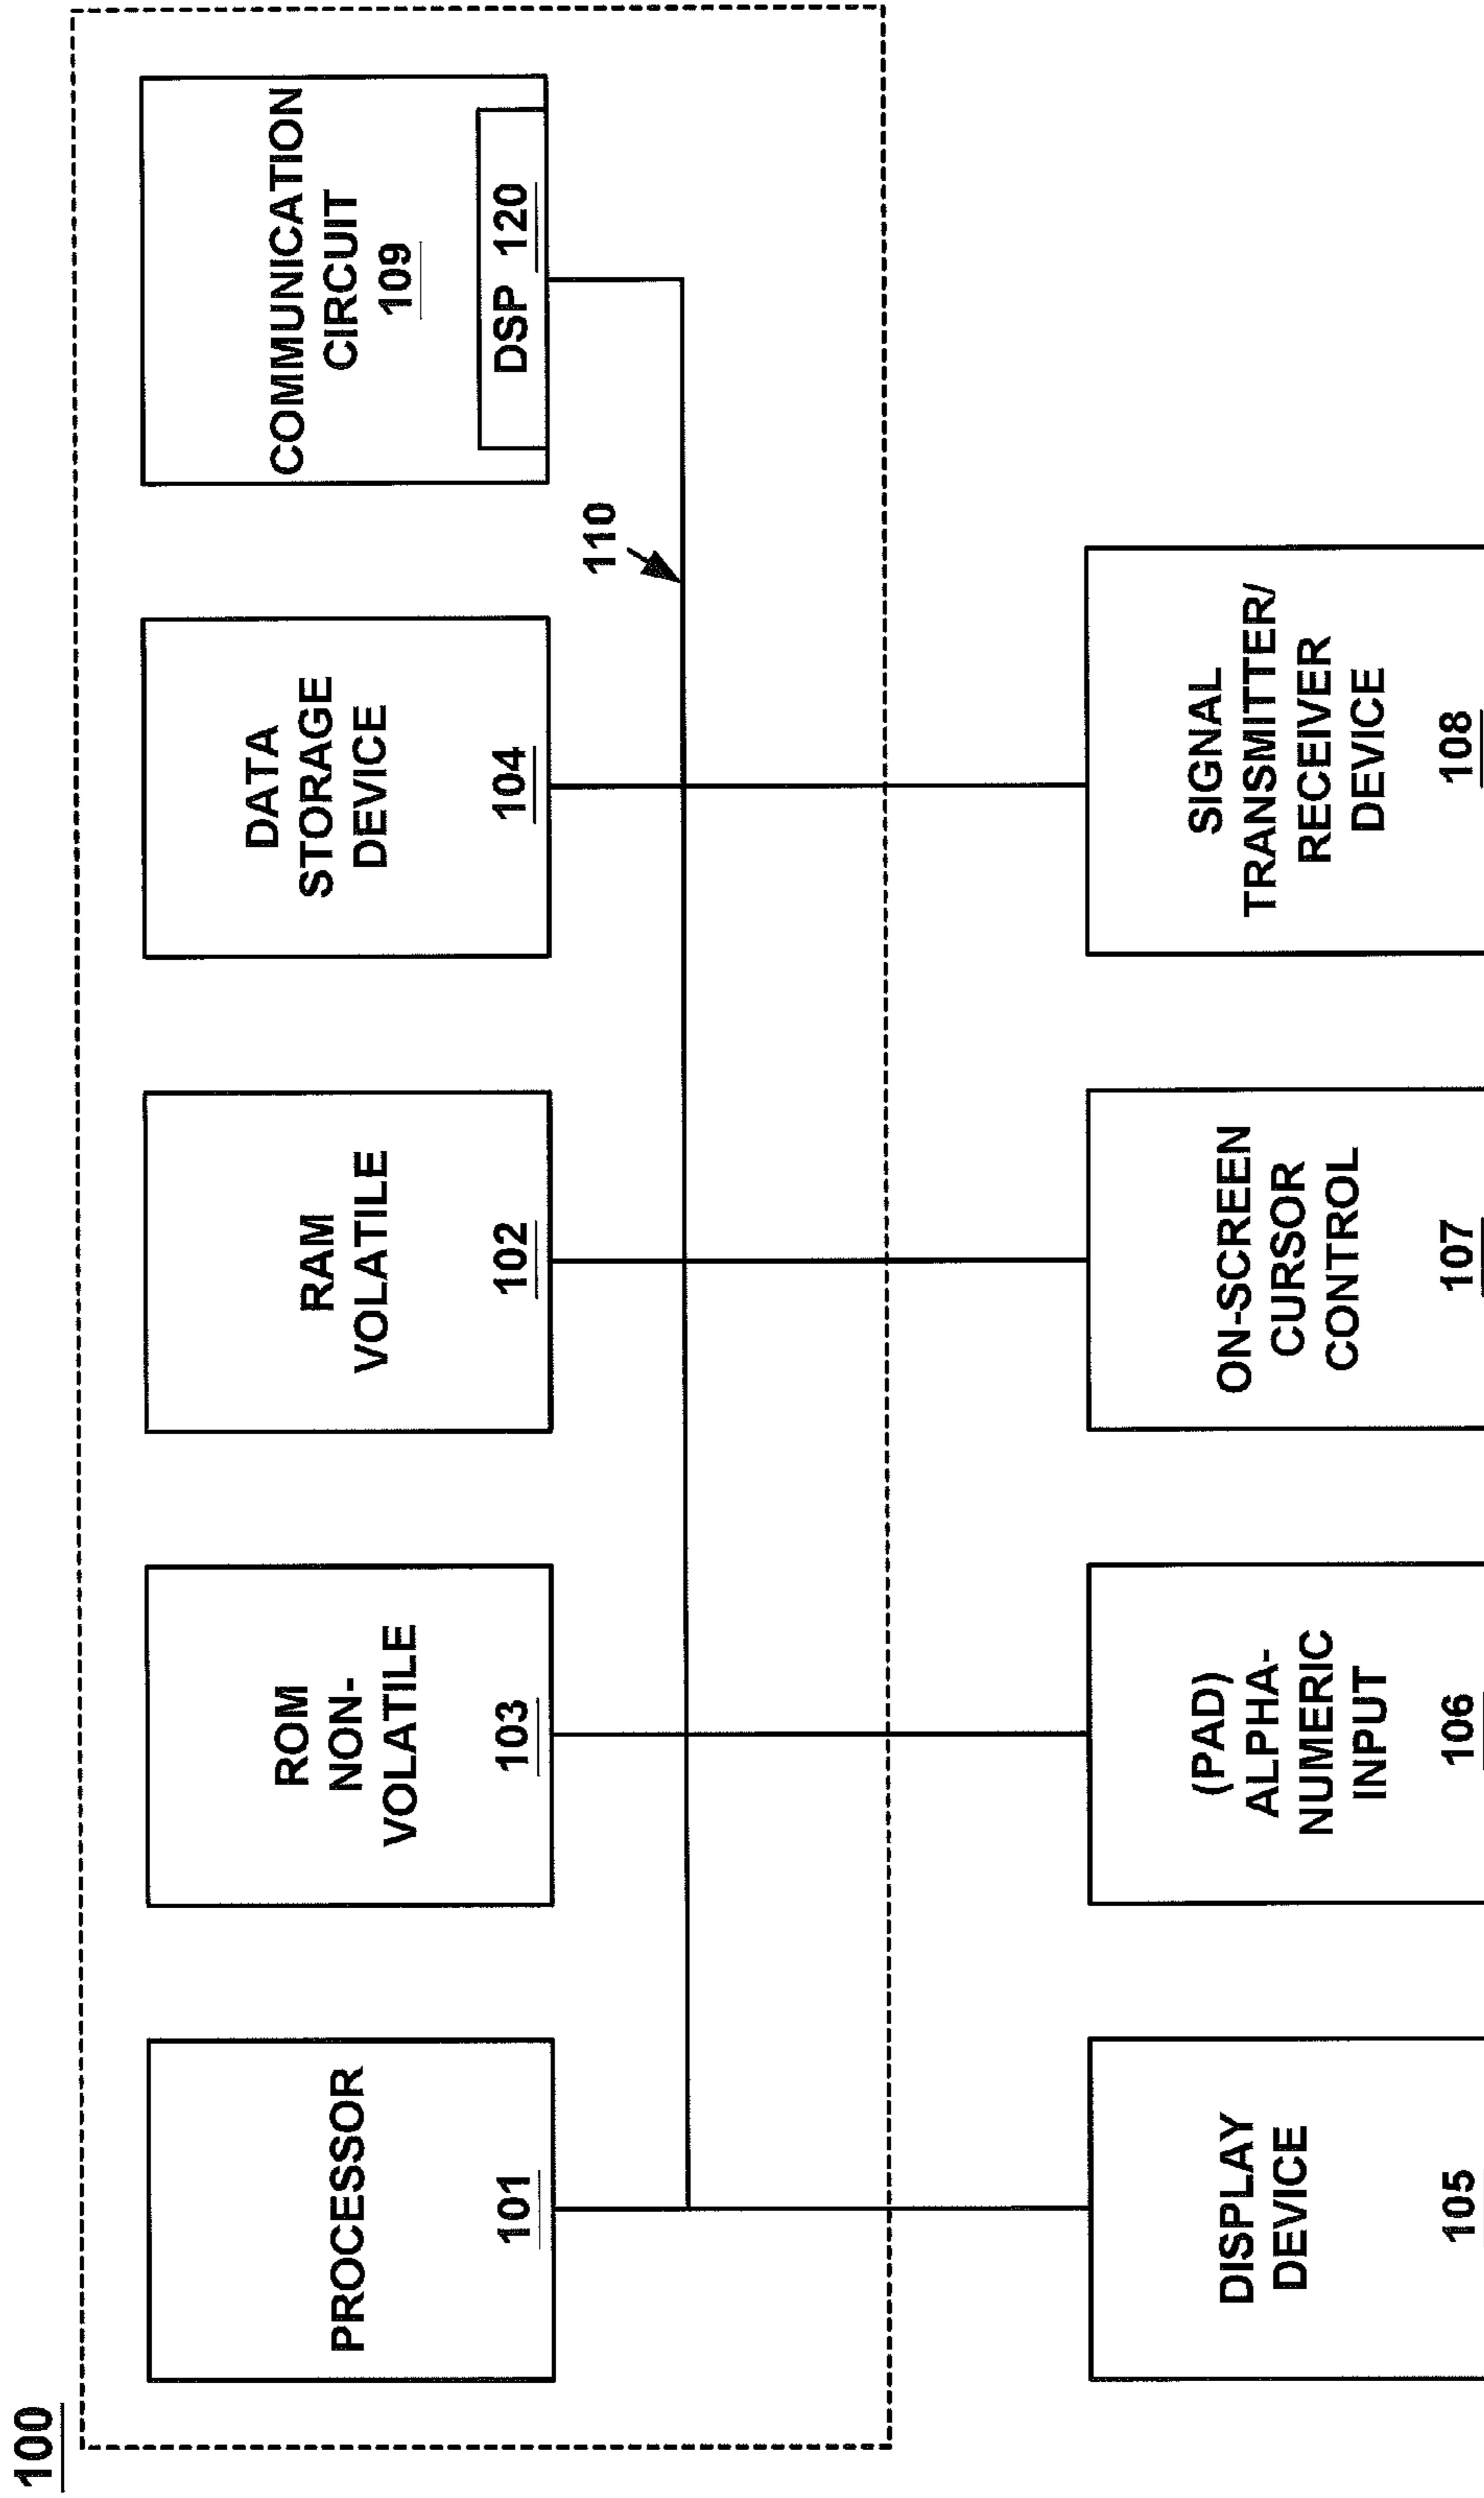 100
PROCESSOR
101
ROM
NON-
VOLATILE
103
RAM
VOLATILE
102
DATA
STORAGE
DEVICE
104
COMMUNICATION
CIRCUIT
109
DSP 120
110
DISPLAY
DEVICE
105
(PAD)
ALPHA-
NUMERIC
INPUT
106
ON-SCREEN
CURSOR
CONTROL
107
SIGNAL
TRANSMITTER/
RECEIVER
DEVICE
108